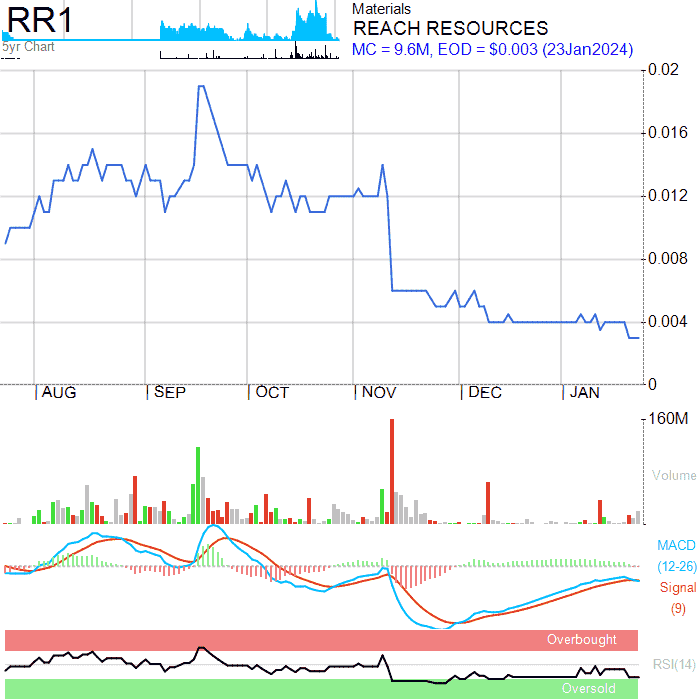 RR1
5yr Chart
Materials
REACH RESOURCES
MC = 9.6M, EOD = $0.003 (23Jan2024)
0.02
0.016
0.012
0.008
0.004
0
AUG SEP OCT NOV DEC JAN
160M
Volume
MACD
(12-26)
Signal
(9)
Overbought
RSI(14)
Oversold